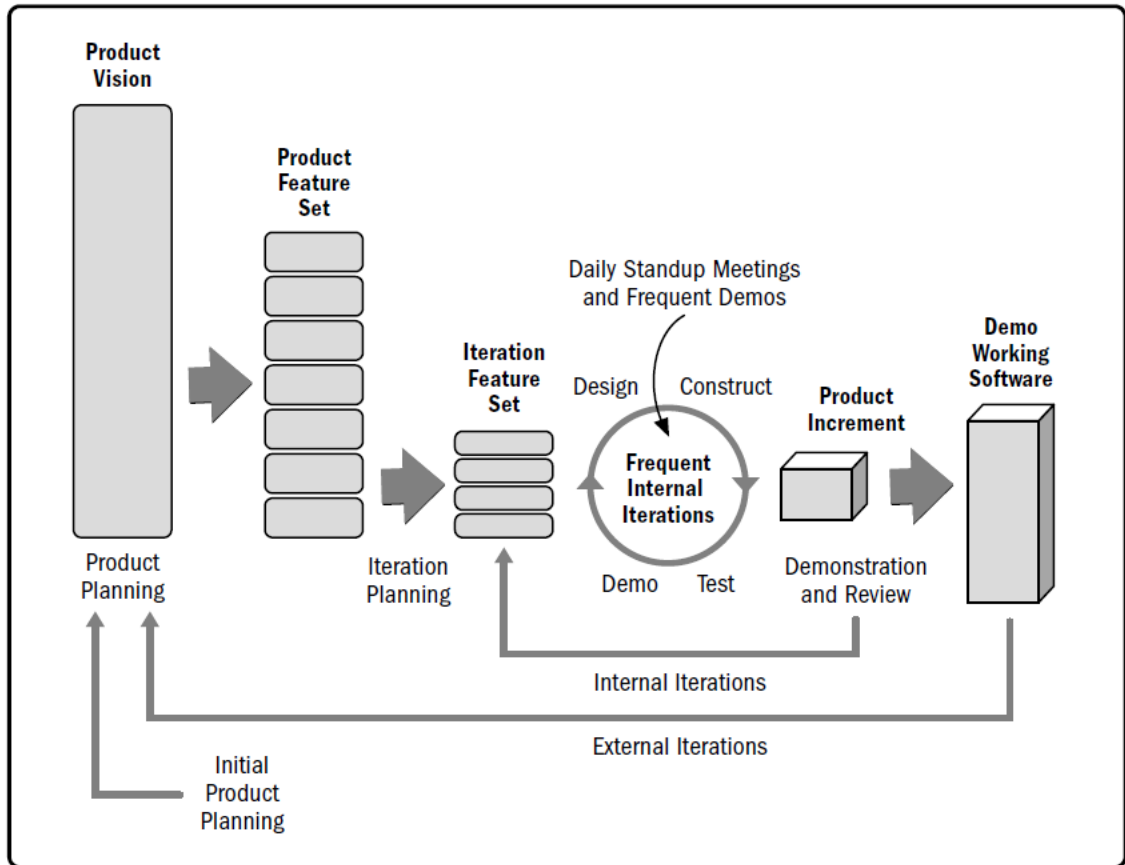 Product
Vision
Product
Feature
Set
Daily Standup Meetings
and Frequent Demos
Iteration
Feature
Set
Design
Construct
Frequent
Internal
Iterations
Demo
Test
Product
Increment
Demo
Working
Software
Product
Planning
Iteration
Planning
Demonstration
and Review
Internal Iterations
External Iterations
Initial
Product
Planning